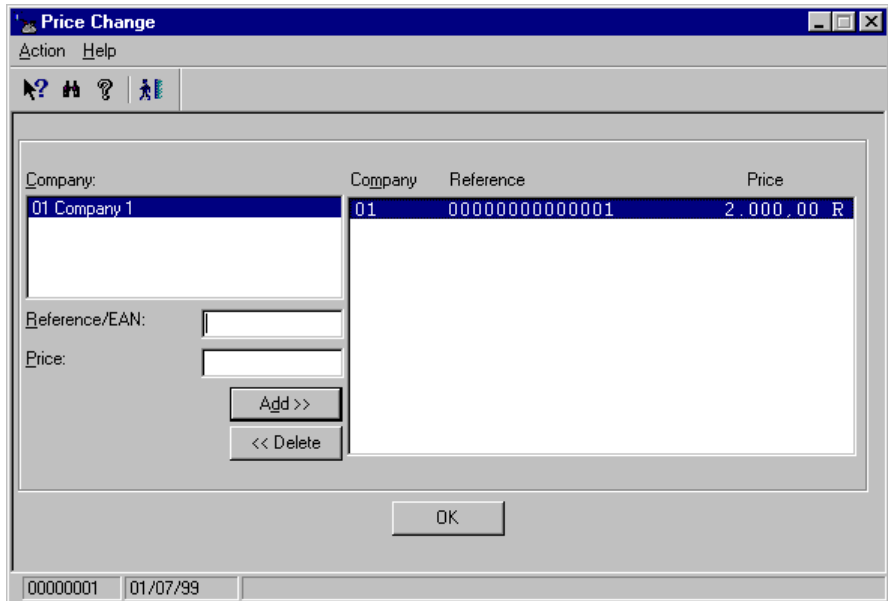 Price Change
Action Help
Company:
01 Company 1
Reference/EAN:
Price:
Add >>
<< Delete
Company Reference Price
01 00000000000001 2.000,00 R
OK
00000001 01/07/99